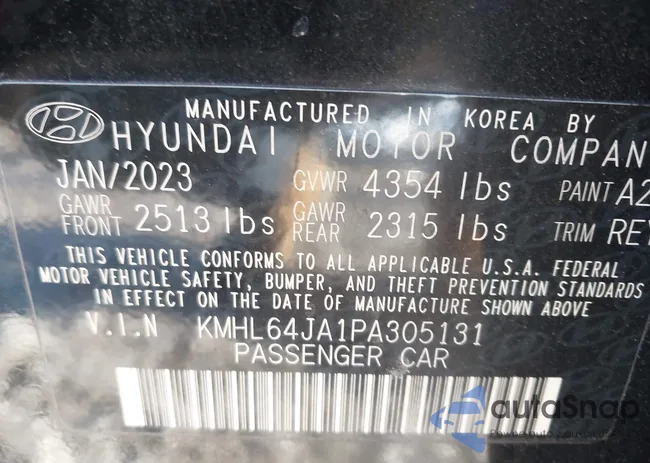 MANUFACTURED IN KOREA BY
HYUNDAI MOTOR COMPAN
JAN/2023 GVWR 4354 lbs PAINT A2
GAWR FRONT 2513 lbs GAWR REAR 2315 lbs TRIM REY
THIS VEHICLE CONFORMS TO ALL APPLICABLE U.S.A. FEDERAL
MOTOR VEHICLE SAFETY, BUMPER, AND THEFT PREVENTION STANDARDS
IN EFFECT ON THE DATE OF MANUFACTURE SHOWN ABOVE
V.I.N KMHL64JA1PA305131
PASSENGER CAR
autoSnap